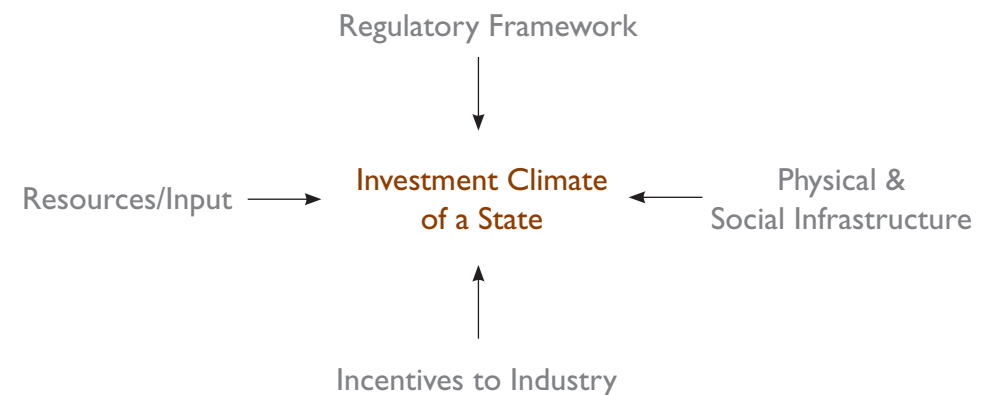 Regulatory Framework
Resources/Input
Investment Climate
of a State
Physical &
Social Infrastructure
Incentives to Industry